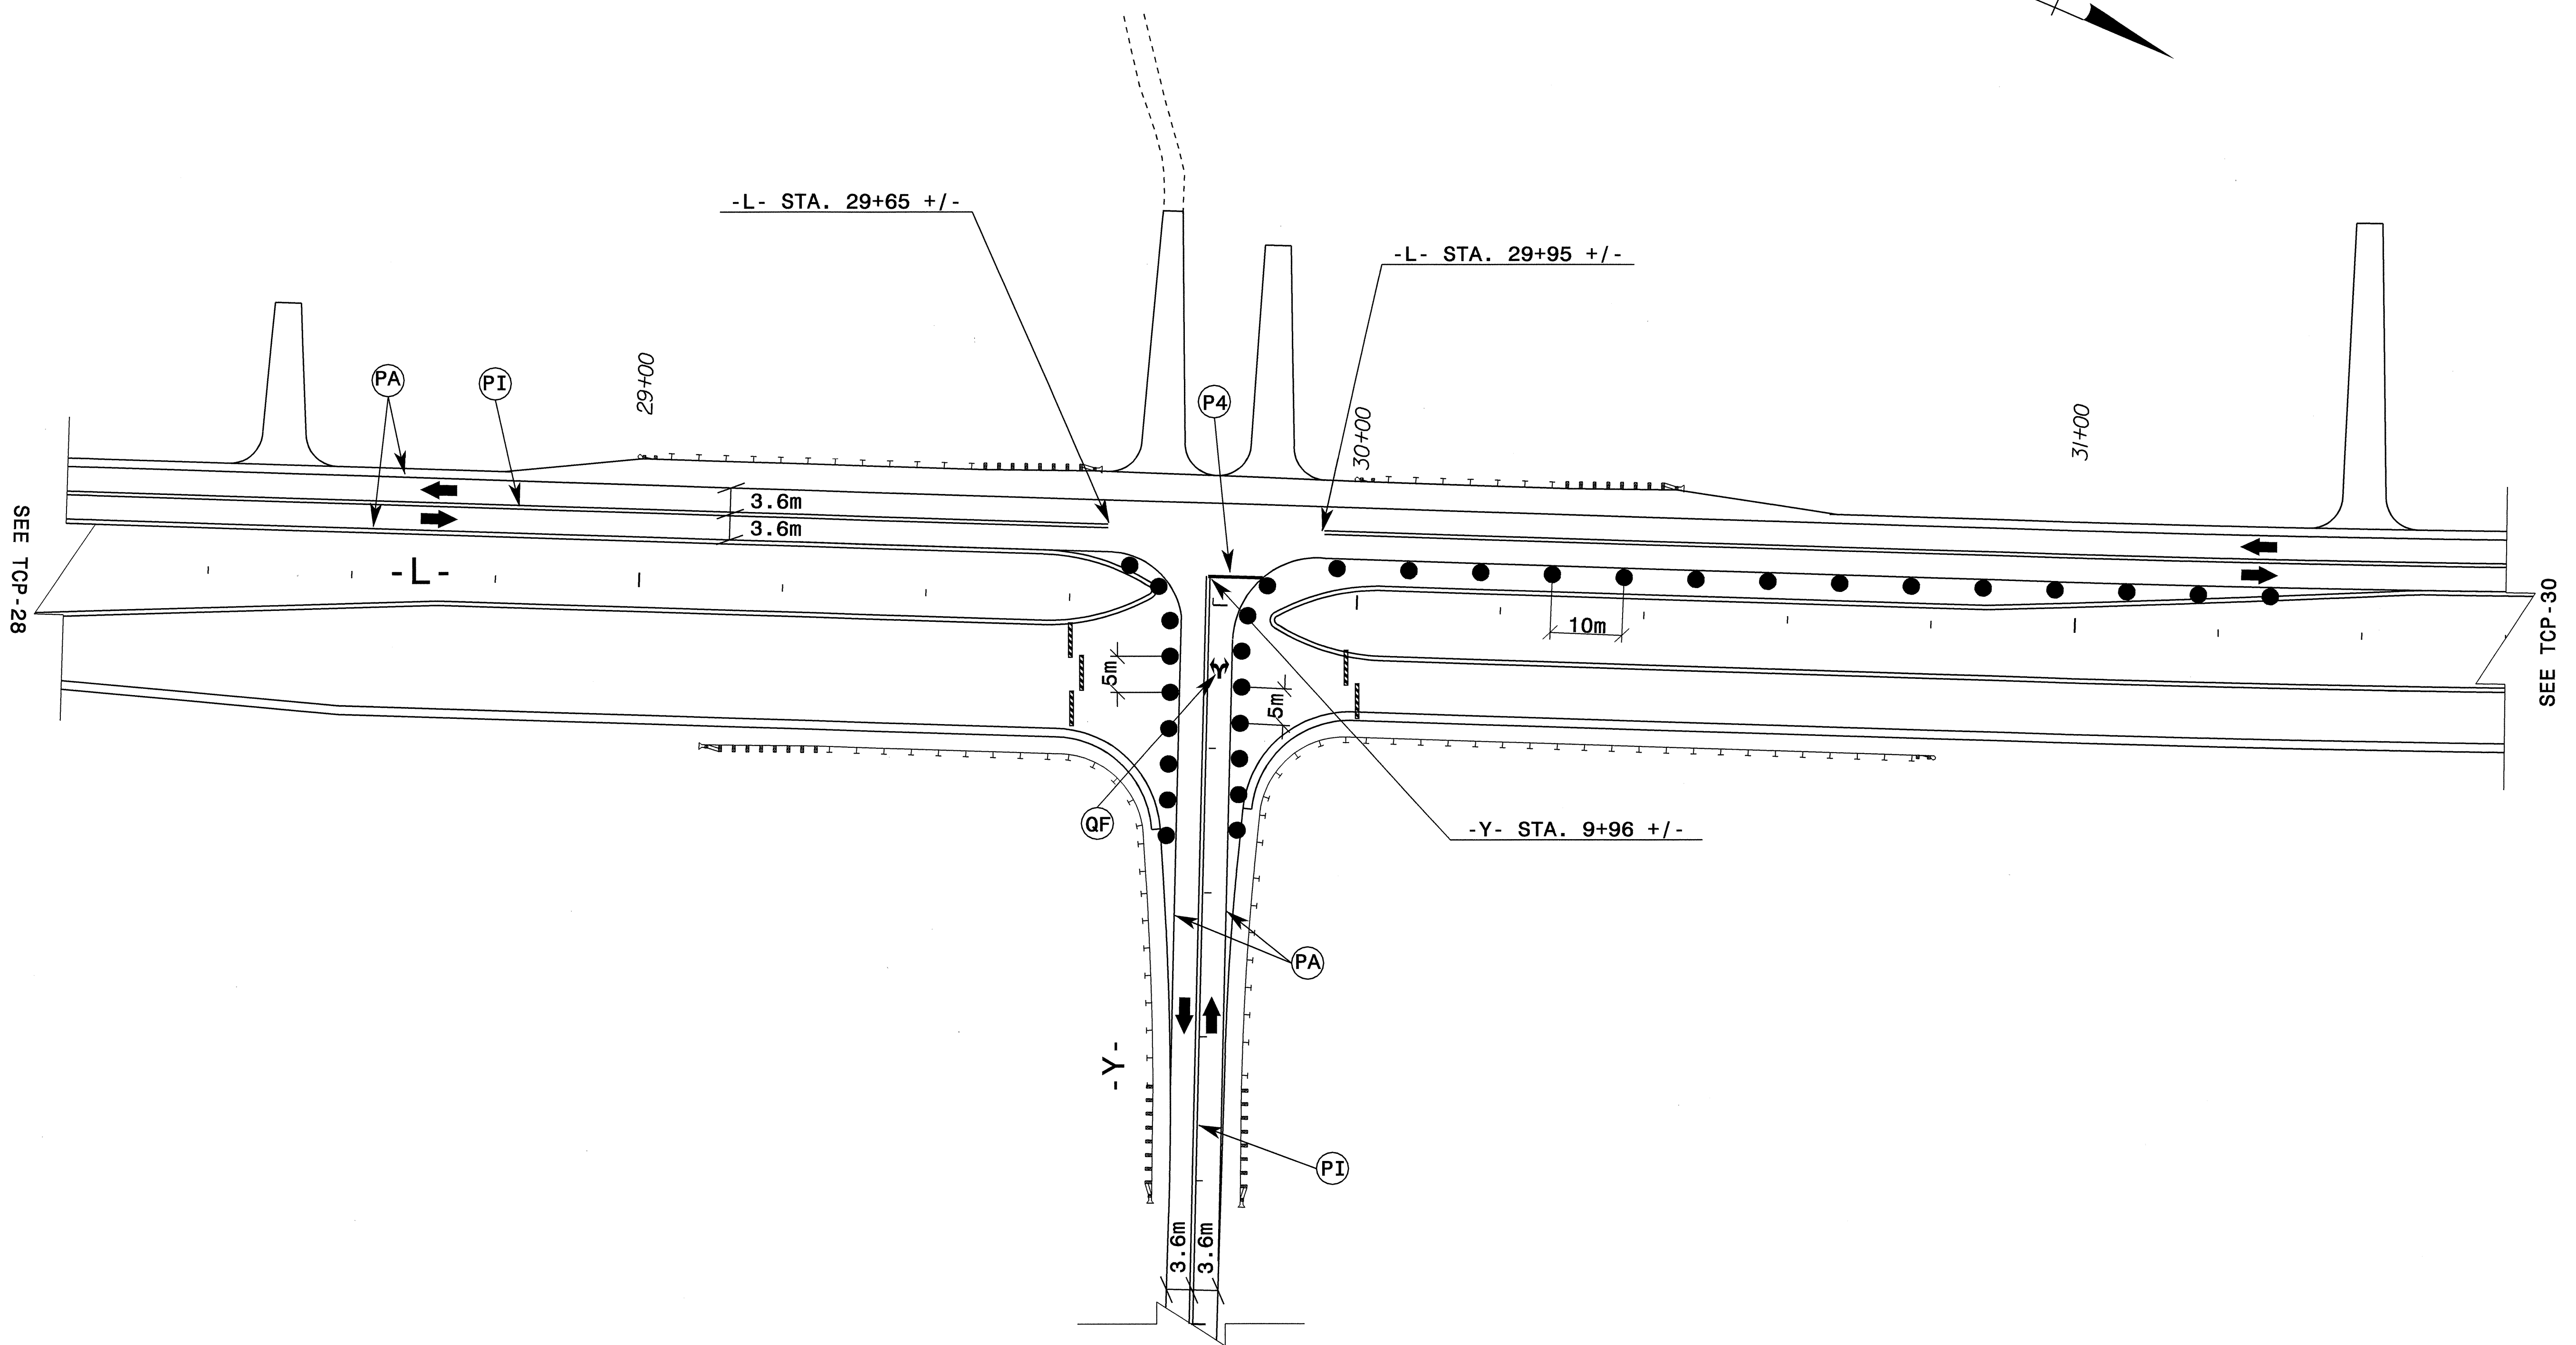 -L- STA. 29+65 +/-
-L- STA. 29+95 +/-
29+00
30+00
31+00
PA
PI
P4
3.6m
3.6m
SEE TCP-28
-L-
SEE TCP-30
10m
5m
5m
-Y-
QF
-Y- STA. 9+96 +/-
PA
-Y-
PI
3.6m
3.6m